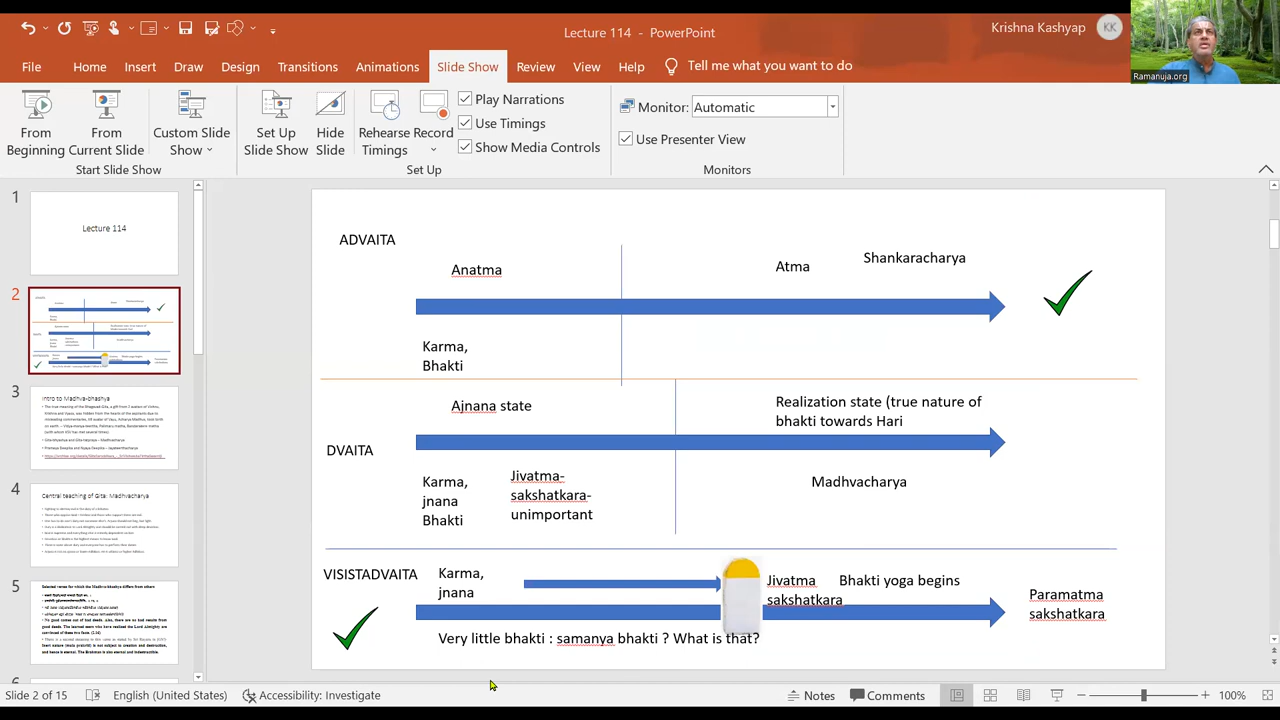 Lecture 114 - PowerPoint
Krishna Kashyap
KK
Ramanuja.org
File
Home
Insert
Draw
Design
Transitions
Animations
Slide Show
Review
View
Help
Tell me what you want to do
From
Beginning
From
Current Slide
Custom Slide
Show
Start Slide Show
Set Up
Slide Show
Hide
Slide
Rehearse
Timings
Record
Play Narrations
Use Timings
Show Media Controls
Set Up
Monitor:
Automatic
Use Presenter View
Monitors
1
Lecture 114
2
3
Intro to Madhva-bhashya
4
Central teaching of Gita: Madhvacharya
5
ADVAITA
Anatma
Atma
Shankaracharya
Karma,
Bhakti
Ajnana state
Realization state (true nature of
bhakti towards Hari
DVAITA
Karma,
jnana
Bhakti
Jivatma-
sakshatkara-
unimportant
Madhvacharya
VISISTADVAITA
Karma,
jnana
Jivatma
sakshatkara
Bhakti yoga begins
Paramatma
sakshatkara
Very little bhakti : samanya bhakti ? What is that?
Slide 2 of 15
English (United States)
Accessibility: Investigate
Notes
Comments
100%